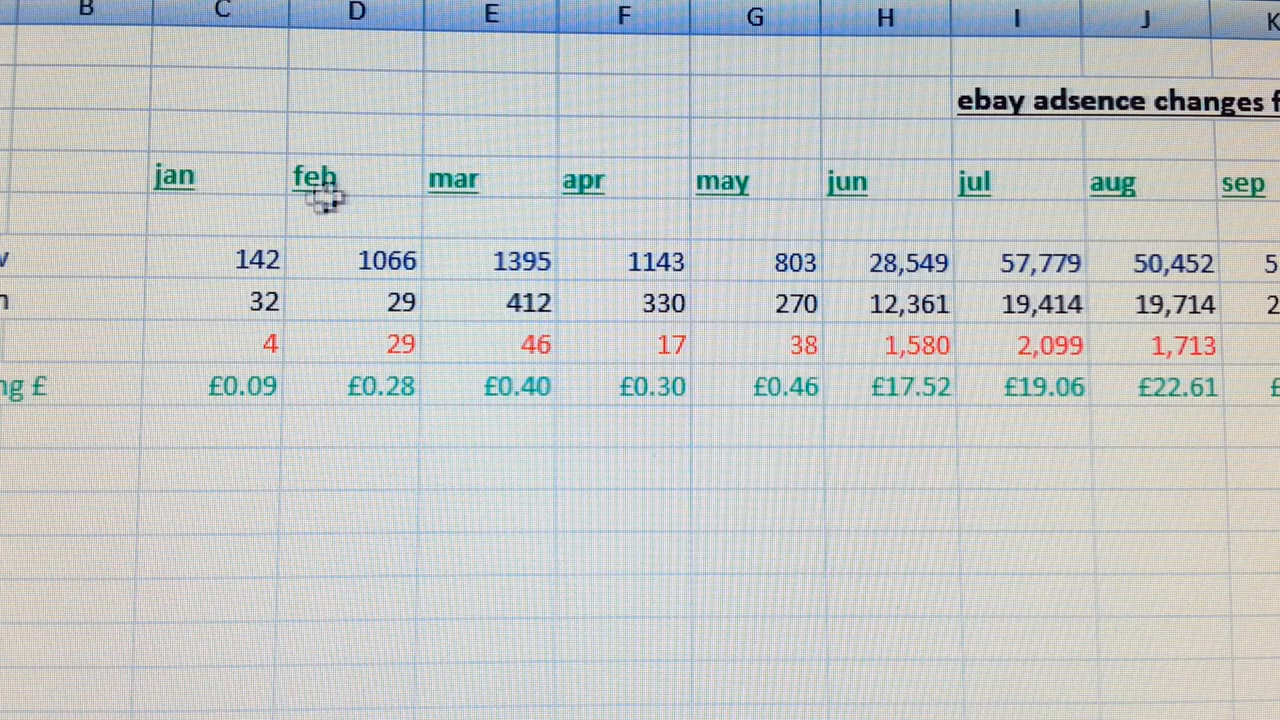 B C D E F G H I J K
ebay adsence changes f
jan feb mar apr may jun jul aug sep
142 1066 1395 1143 803 28,549 57,779 50,452 5
32 29 412 330 270 12,361 19,414 19,714 2
4 29 46 17 38 1,580 2,099 1,713
ng £ £0.09 £0.28 £0.40 £0.30 £0.46 £17.52 £19.06 £22.61 £